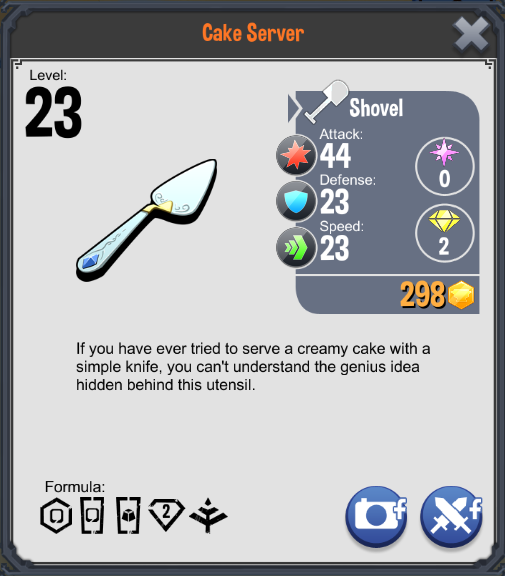 Cake Server
Level:
23
Shovel
Attack:
44
Defense:
23
Speed:
23
0
2
298
If you have ever tried to serve a creamy cake with a
simple knife, you can't understand the genius idea
hidden behind this utensil.
Formula:
2
f
f